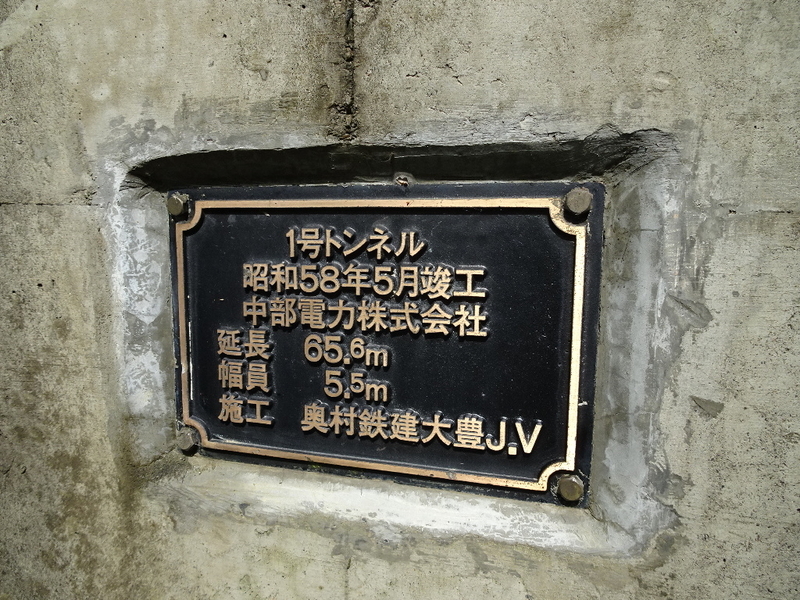 1号トンネル
昭和58年5月竣工
中部電力株式会社
延長 65.6m
幅員 5.5m
施工 奥村鉄建大豊J.V